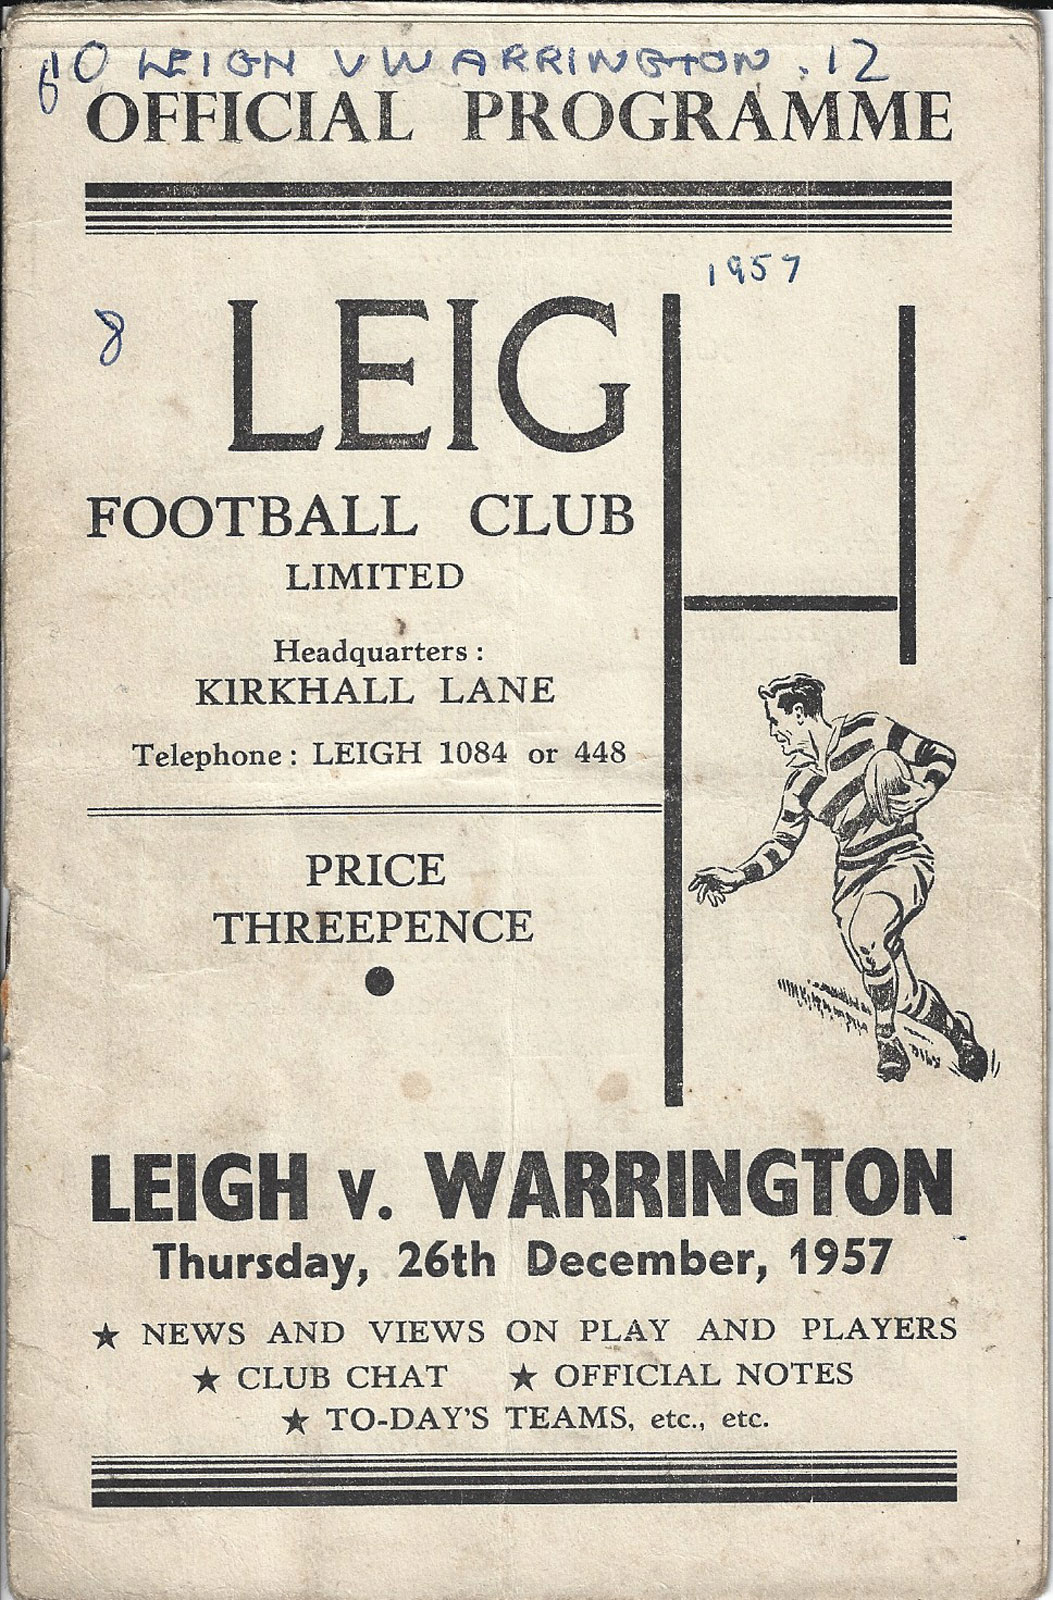 10 LEIGH V WARRINGTON . 12
OFFICIAL PROGRAMME
1957
8
LEIGH
FOOTBALL CLUB
LIMITED
Headquarters :
KIRKHALL LANE
Telephone : LEIGH 1084 or 448
PRICE
THREEPENCE
LEIGH v. WARRINGTON
Thursday, 26th December, 1957
★ NEWS AND VIEWS ON PLAY AND PLAYERS
★ CLUB CHAT ★ OFFICIAL NOTES
★ TO-DAY'S TEAMS, etc., etc.